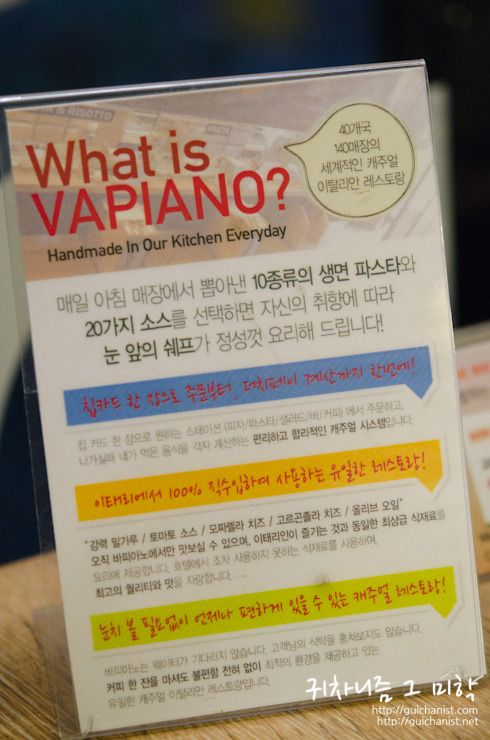 & RISOTTO
PASTA
What is
VAPIANO?
Handmade In Our Kitchen Everyday
40개국
140매장의
세계적인 캐주얼
이탈리안 레스토랑
매일 아침 매장에서 뽑아낸 10종류의 생면 파스타와
20가지 소스를 선택하면 자신의 취향에 따라
눈 앞의 쉐프가 정성껏 요리해 드립니다!
칩카드 한 장으로 주문부터, 더치페이 계산까지 한번에!
칩 카드 한 장으로 원하는 스테이션 (피자/파스타/샐러드/바/커피) 에서 주문하고,
나가실때 내가 먹은 음식을 각자 계산하는 편리하고 합리적인 캐주얼 시스템입니다.
이태리에서 100% 직수입하여 사용하는 유일한 레스토랑!
"강력 밀가루 / 토마토 소스 / 모짜렐라 치즈 / 고르곤졸라 치즈 / 올리브 오일"
오직 바피아노에서만 맛보실 수 있으며, 이태리인이 즐기는 것과 동일한 최상급 식재료를
요리에 제공합니다. 호텔에서 조차 사용하지 못하는 식재료를 사용하여,
최고의 퀄리티와 맛을 자랑합니다.
눈치 볼 필요없이 언제나 편하게 있을 수 있는 캐주얼 레스토랑!
바피아노는 웨이터가 기다리지 않습니다. 고객님의 식탁을 훔쳐보지도 않습니다.
커피 한 잔을 마셔도 불편함 전혀 없이 최적의 환경을 제공하고 있는
유일한 캐주얼 이탈리안 레스토랑입니다.
귀차니즘 그 미학
http://guichanist.com
http://guichanist.net